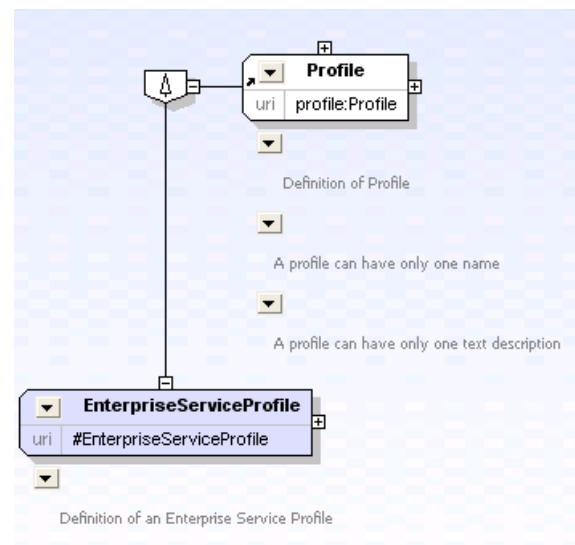 Profile
uri profile:Profile
Definition of Profile
A profile can have only one name
A profile can have only one text description
EnterpriseServiceProfile
uri #EnterpriseServiceProfile
Definition of an Enterprise Service Profile